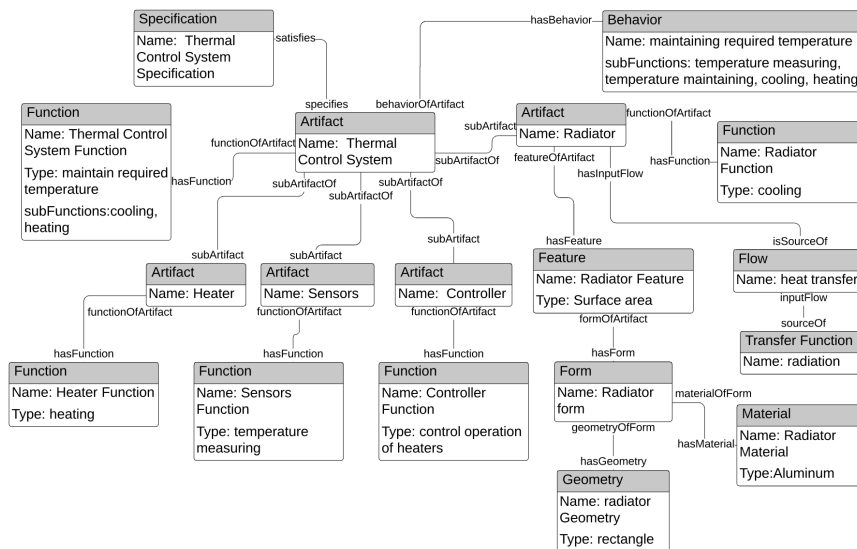 Specification
Name: Thermal
Control System
Specification
satisfies
specifies
hasBehavior
Behavior
Name: maintaining required temperature
subFunctions: temperature measuring,
temperature maintaining, cooling, heating
behaviorOfArtifact
Function
Name: Thermal Control
System Function
Type: maintain required
temperature
subFunctions:cooling,
heating
functionOfArtifact
hasFunction
Artifact
Name: Thermal
Control System
subArtifact
subArtifactOf
Artifact
Name: Radiator
functionOfArtifact
hasFunction
Function
Name: Radiator
Function
Type: cooling
featureOfArtifact
hasInputFlow
subArtifactOf
subArtifactOf
subArtifactOf
subArtifact
subArtifact
subArtifact
hasFeature
isSourceOf
Artifact
Name: Heater
Artifact
Name: Sensors
Artifact
Name: Controller
Feature
Name: Radiator Feature
Type: Surface area
Flow
Name: heat transfer
functionOfArtifact
functionOfArtifact
functionOfArtifact
formOfArtifact
inputFlow
sourceOf
hasFunction
hasFunction
hasFunction
hasForm
Transfer Function
Name: radiation
Function
Name: Heater Function
Type: heating
Function
Name: Sensors
Function
Type: temperature
measuring
Function
Name: Controller
Function
Type: control operation
of heaters
Form
Name: Radiator
form
materialOfForm
hasMaterial
Material
Name: Radiator
Material
Type:Aluminum
geometryOfForm
hasGeometry
Geometry
Name: radiator
Geometry
Type: rectangle